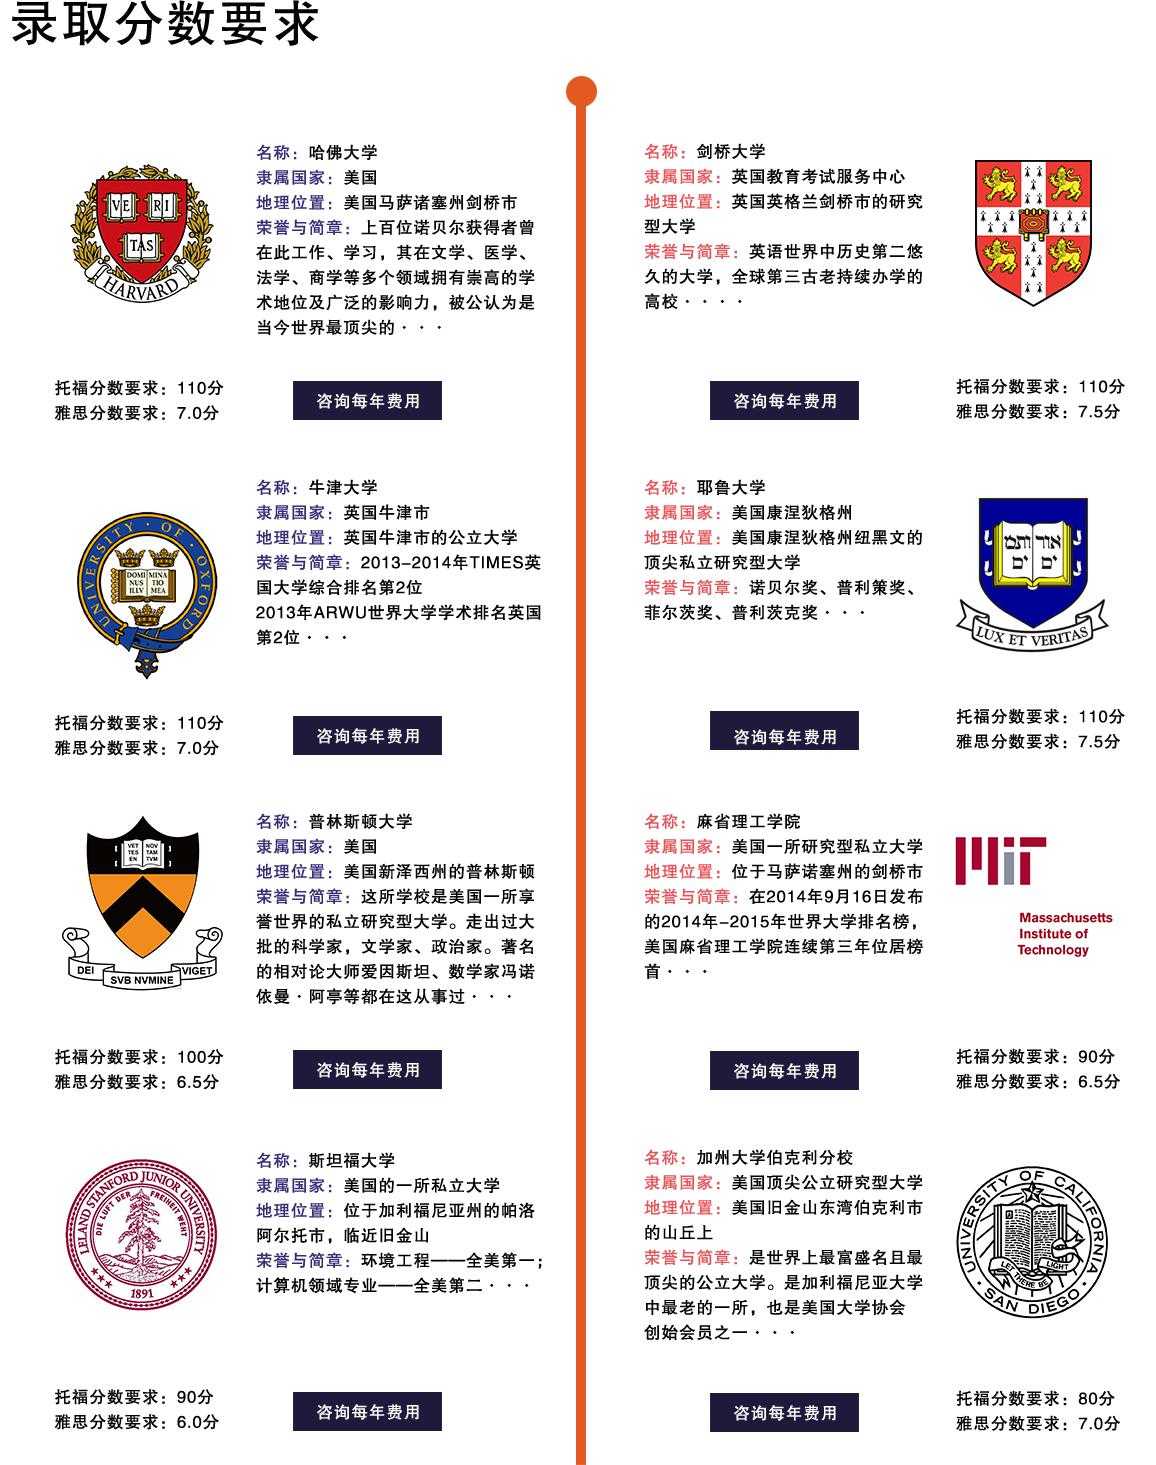 录取分数要求
VE RI
TAS
HARVARD
名称：哈佛大学
隶属国家：美国
地理位置：美国马萨诸塞州剑桥市
荣誉与简章：上百位诺贝尔获得者曾
在此工作、学习，其在文学、医学、
法学、商学等多个领域拥有崇高的学
术地位及广泛的影响力，被公认为是
当今世界最顶尖的···
托福分数要求：110分
雅思分数要求：7.0分
咨询每年费用
名称：剑桥大学
隶属国家：英国教育考试服务中心
地理位置：英国英格兰剑桥市的研究
型大学
荣誉与简章：英语世界中历史第二悠
久的大学，全球第三古老持续办学的
高校····
咨询每年费用
托福分数要求：110分
雅思分数要求：7.5分
UNIVERSITY · OF · OXFORD
DOMI MINA
NUS TIO
ILLV MEA
名称：牛津大学
隶属国家：英国牛津市
地理位置：英国牛津市的公立大学
荣誉与简章：2013-2014年TIMES英
国大学综合排名第2位
2013年ARWU世界大学学术排名英国
第2位···
托福分数要求：110分
雅思分数要求：7.0分
咨询每年费用
名称：耶鲁大学
隶属国家：美国康涅狄格州
地理位置：美国康涅狄格州纽黑文的
顶尖私立研究型大学
荣誉与简章：诺贝尔奖、普利策奖、
菲尔茨奖、普利茨克奖···
אור ותמ
ים ים
LUX ET VERITAS
咨询每年费用
托福分数要求：110分
雅思分数要求：7.5分
VET NOV
TES TAM
EN TVM
DEI SVB NVMINE VIGET
名称：普林斯顿大学
隶属国家：美国
地理位置：美国新泽西州的普林斯顿
荣誉与简章：这所学校是美国一所享
誉世界的私立研究型大学。走出过大
批的科学家，文学家、政治家。著名
的相对论大师爱因斯坦、数学家冯诺
依曼·阿亭等都在这从事过···
托福分数要求：100分
雅思分数要求：6.5分
咨询每年费用
名称：麻省理工学院
隶属国家：美国一所研究型私立大学
地理位置：位于马萨诸塞州的剑桥市
荣誉与简章：在2014年9月16日发布
的2014年-2015年世界大学排名榜，
美国麻省理工学院连续第三年位居榜
首···
MIT
Massachusetts
Institute of
Technology
咨询每年费用
托福分数要求：90分
雅思分数要求：6.5分
LELAND STANFORD JUNIOR UNIVERSITY
DIE LUFT DER FREIHEIT WEHT
1891
名称：斯坦福大学
隶属国家：美国的一所私立大学
地理位置：位于加利福尼亚州的帕洛
阿尔托市，临近旧金山
荣誉与简章：环境工程——全美第一；
计算机领域专业——全美第二···
托福分数要求：90分
雅思分数要求：6.0分
咨询每年费用
名称：加州大学伯克利分校
隶属国家：美国顶尖公立研究型大学
地理位置：美国旧金山东湾伯克利市
的山丘上
荣誉与简章：是世界上最富盛名且最
顶尖的公立大学。是加利福尼亚大学
中最老的一所，也是美国大学协会
创始会员之一···
UNIVERSITY OF CALIFORNIA
LET THERE BE LIGHT
· SAN DIEGO ·
咨询每年费用
托福分数要求：80分
雅思分数要求：7.0分